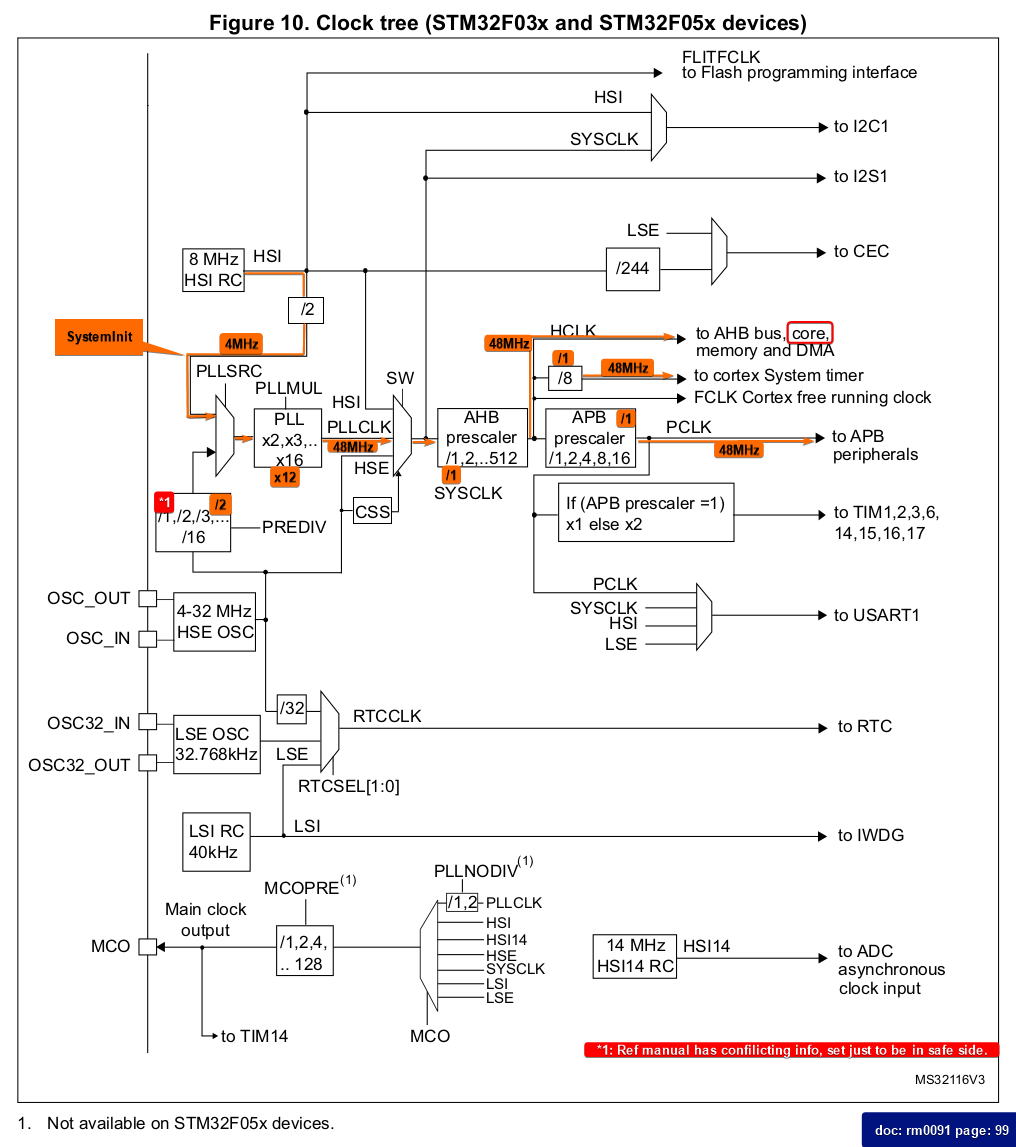 Figure 10. Clock tree (STM32F03x and STM32F05x devices)
FLITFCLK
to Flash programming interface
HSI
to I2C1
SYSCLK
to I2S1
LSE
to CEC
/244
8 MHz
HSI RC
HSI
/2
SystemInit
4MHz
PLLSRC
PLLMUL
PLL
x2,x3,..
x16
x12
SW
HSI
PLLCLK
48MHz
HSE
CSS
AHB
prescaler
/1,2,..512
/1
SYSCLK
48MHz
HCLK
to AHB bus, core,
memory and DMA
/1
/8
48MHz
to cortex System timer
FCLK Cortex free running clock
APB
/1
prescaler
/1,2,4,8,16
PCLK
48MHz
to APB
peripherals
If (APB prescaler =1)
x1 else x2
to TIM1,2,3,6,
14,15,16,17
*1
/2
/1,/2,/3,...
/16
PREDIV
PCLK
SYSCLK
HSI
LSE
to USART1
OSC_OUT
OSC_IN
4-32 MHz
HSE OSC
/32
RTCCLK
to RTC
OSC32_IN
OSC32_OUT
LSE OSC
32.768kHz
LSE
RTCSEL[1:0]
LSI RC
40kHz
LSI
to IWDG
PLLNODIV(1)
MCOPRE(1)
/1,2
PLLCLK
HSI
HSI14
HSE
SYSCLK
LSI
LSE
Main clock
output
MCO
/1,2,4,
.. 128
to TIM14
MCO
14 MHz
HSI14 RC
HSI14
to ADC
asynchronous
clock input
*1: Ref manual has confilicting info, set just to be in safe side.
MS32116V3
1. Not available on STM32F05x devices.
doc: rm0091 page: 99